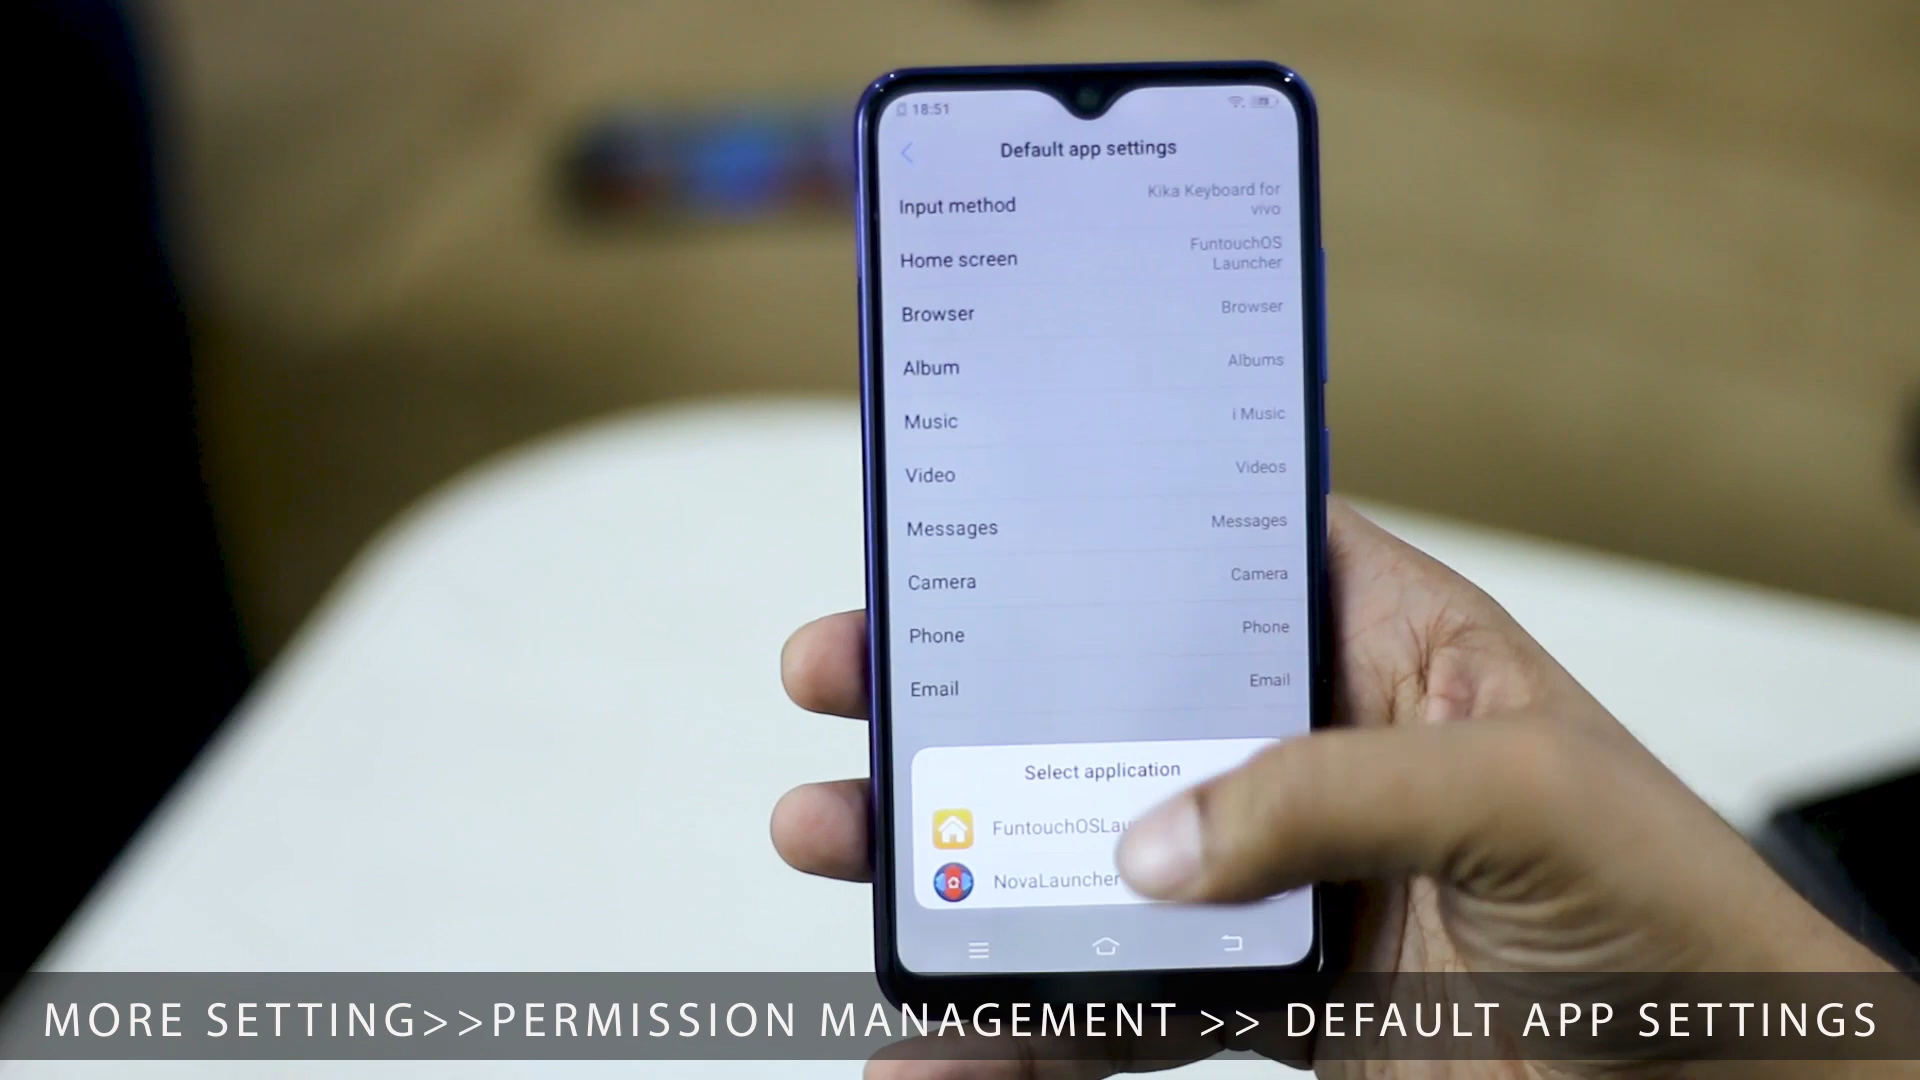 18:51
Default app settings
Input method
Kika Keyboard for
vivo
Home screen
FuntouchOS
Launcher
Browser
Browser
Album
Albums
Music
i Music
Video
Videos
Messages
Messages
Camera
Camera
Phone
Phone
Email
Email
Select application
FuntouchOSLau
NovaLauncher
MORE SETTING>>PERMISSION MANAGEMENT >> DEFAULT APP SETTINGS